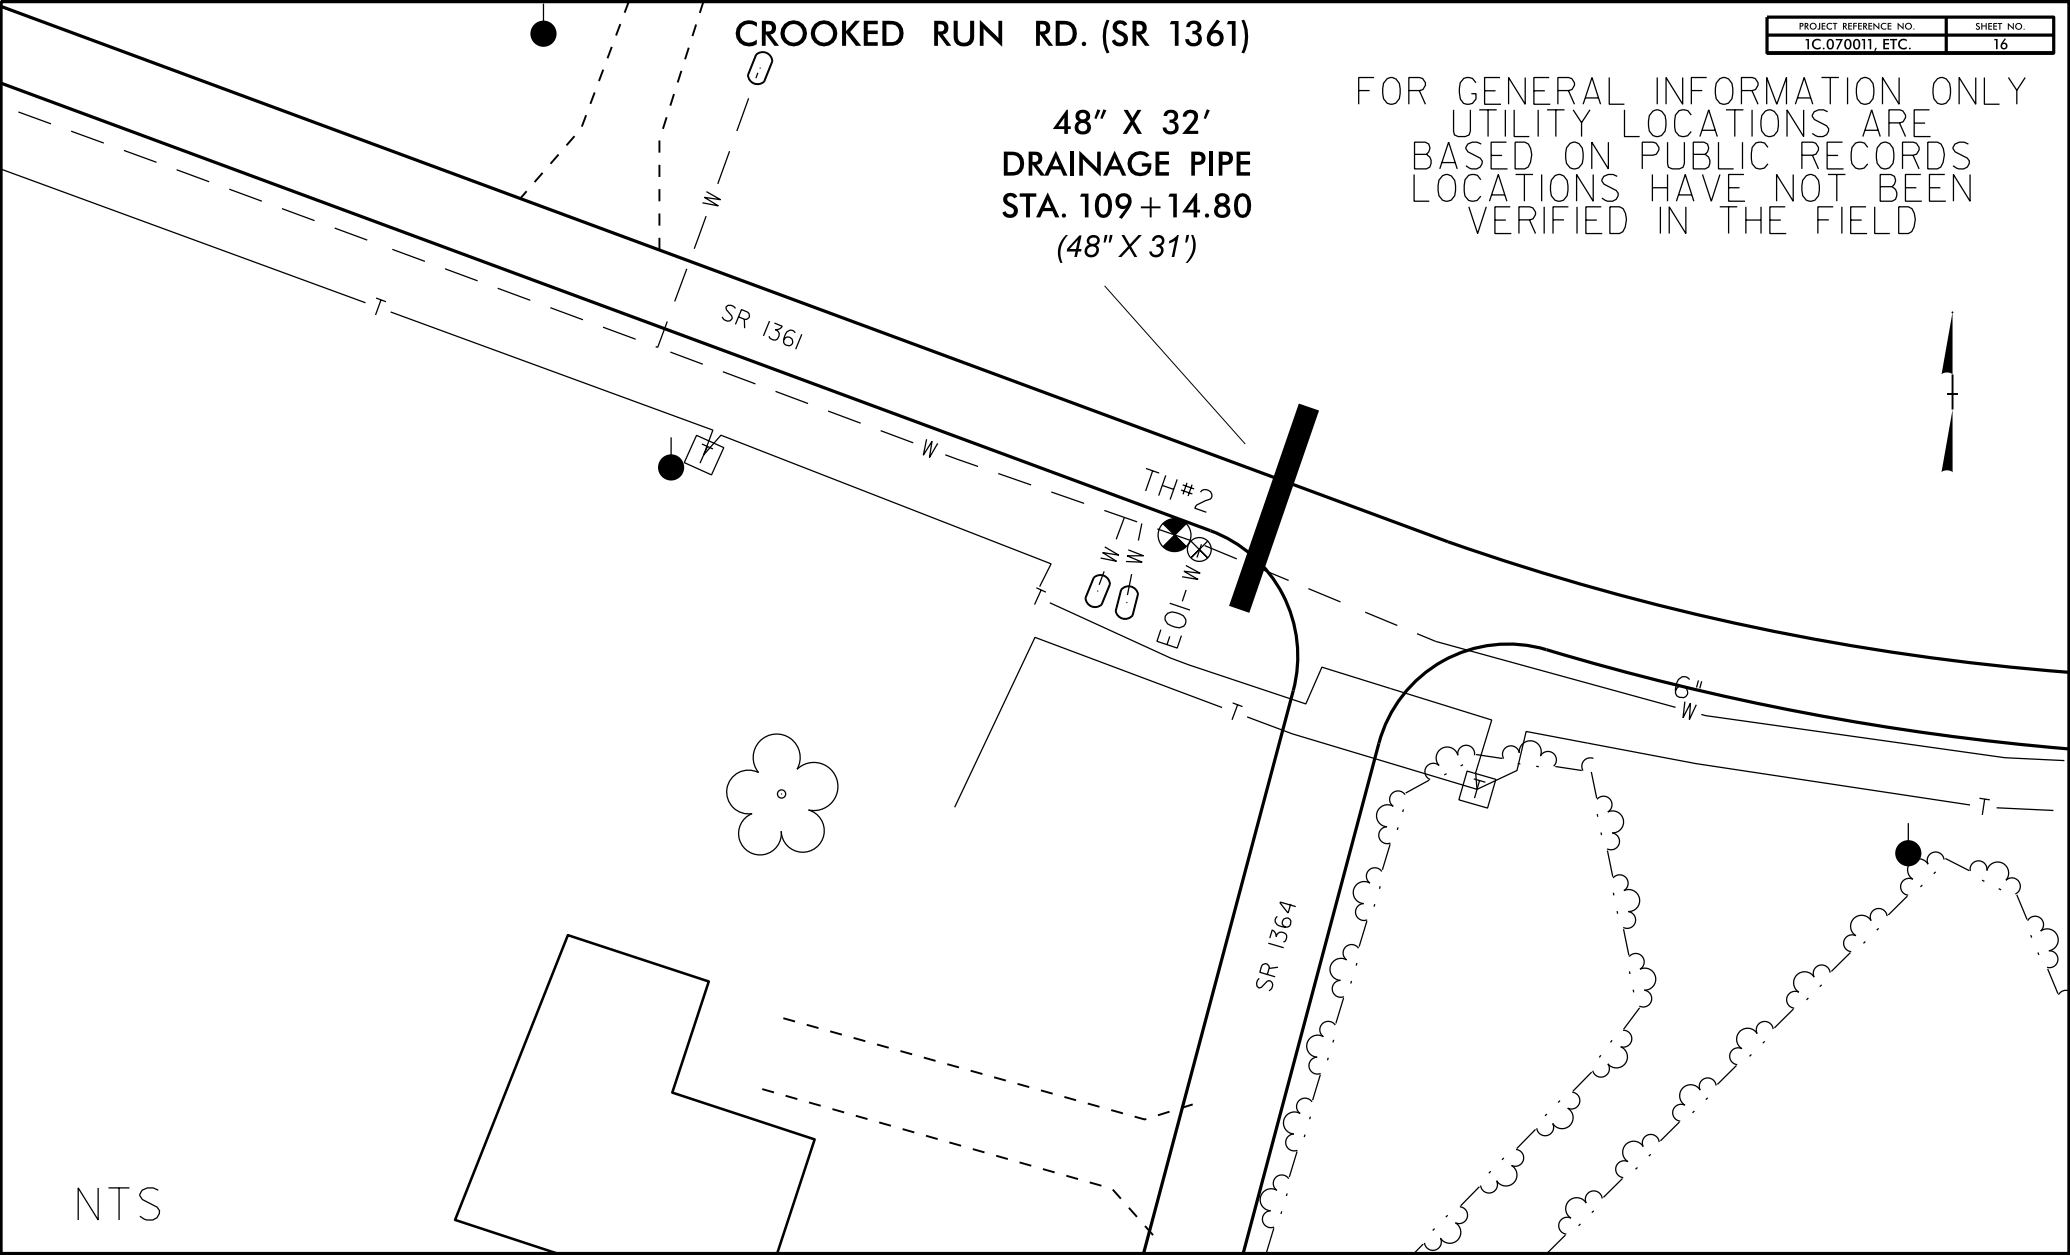 CROOKED RUN RD. (SR 1361)
PROJECT REFERENCE NO.
SHEET NO.
1C.070011, ETC.
16
FOR GENERAL INFORMATION ONLY
UTILITY LOCATIONS ARE
BASED ON PUBLIC RECORDS
LOCATIONS HAVE NOT BEEN
VERIFIED IN THE FIELD
48" X 32'
DRAINAGE PIPE
STA. 109+14.80
(48" X 31')
W
T
SR 1361
W
T
TH#2
W
W
W
EOI-W
T
T
6"
W
T
T
SR 1364
NTS